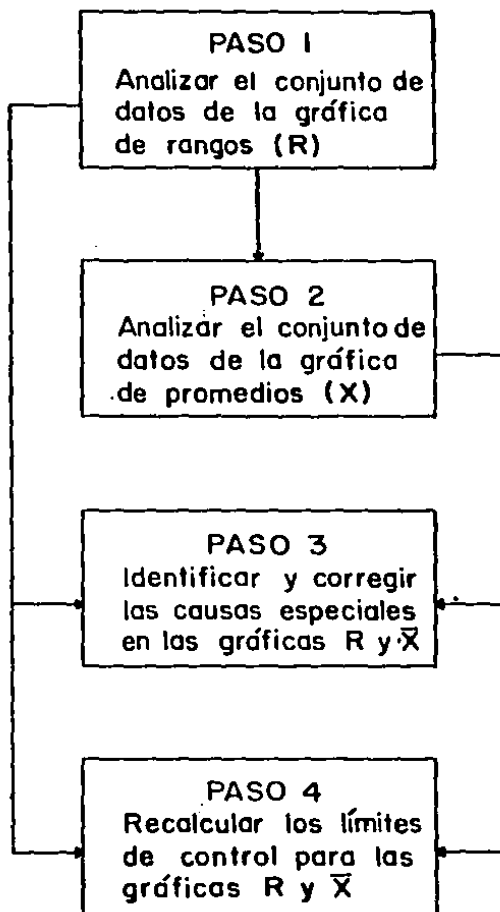 PASO 1
Analizar el conjunto de
datos de la gráfica
de rangos (R)
PASO 2
Analizar el conjunto de
datos de la gráfica
de promedios (X)
PASO 3
Identificar y corregir
las causas especiales
en las gráficas R y X̄
PASO 4
Recalcular los límites
de control para las
gráficas R y X̄